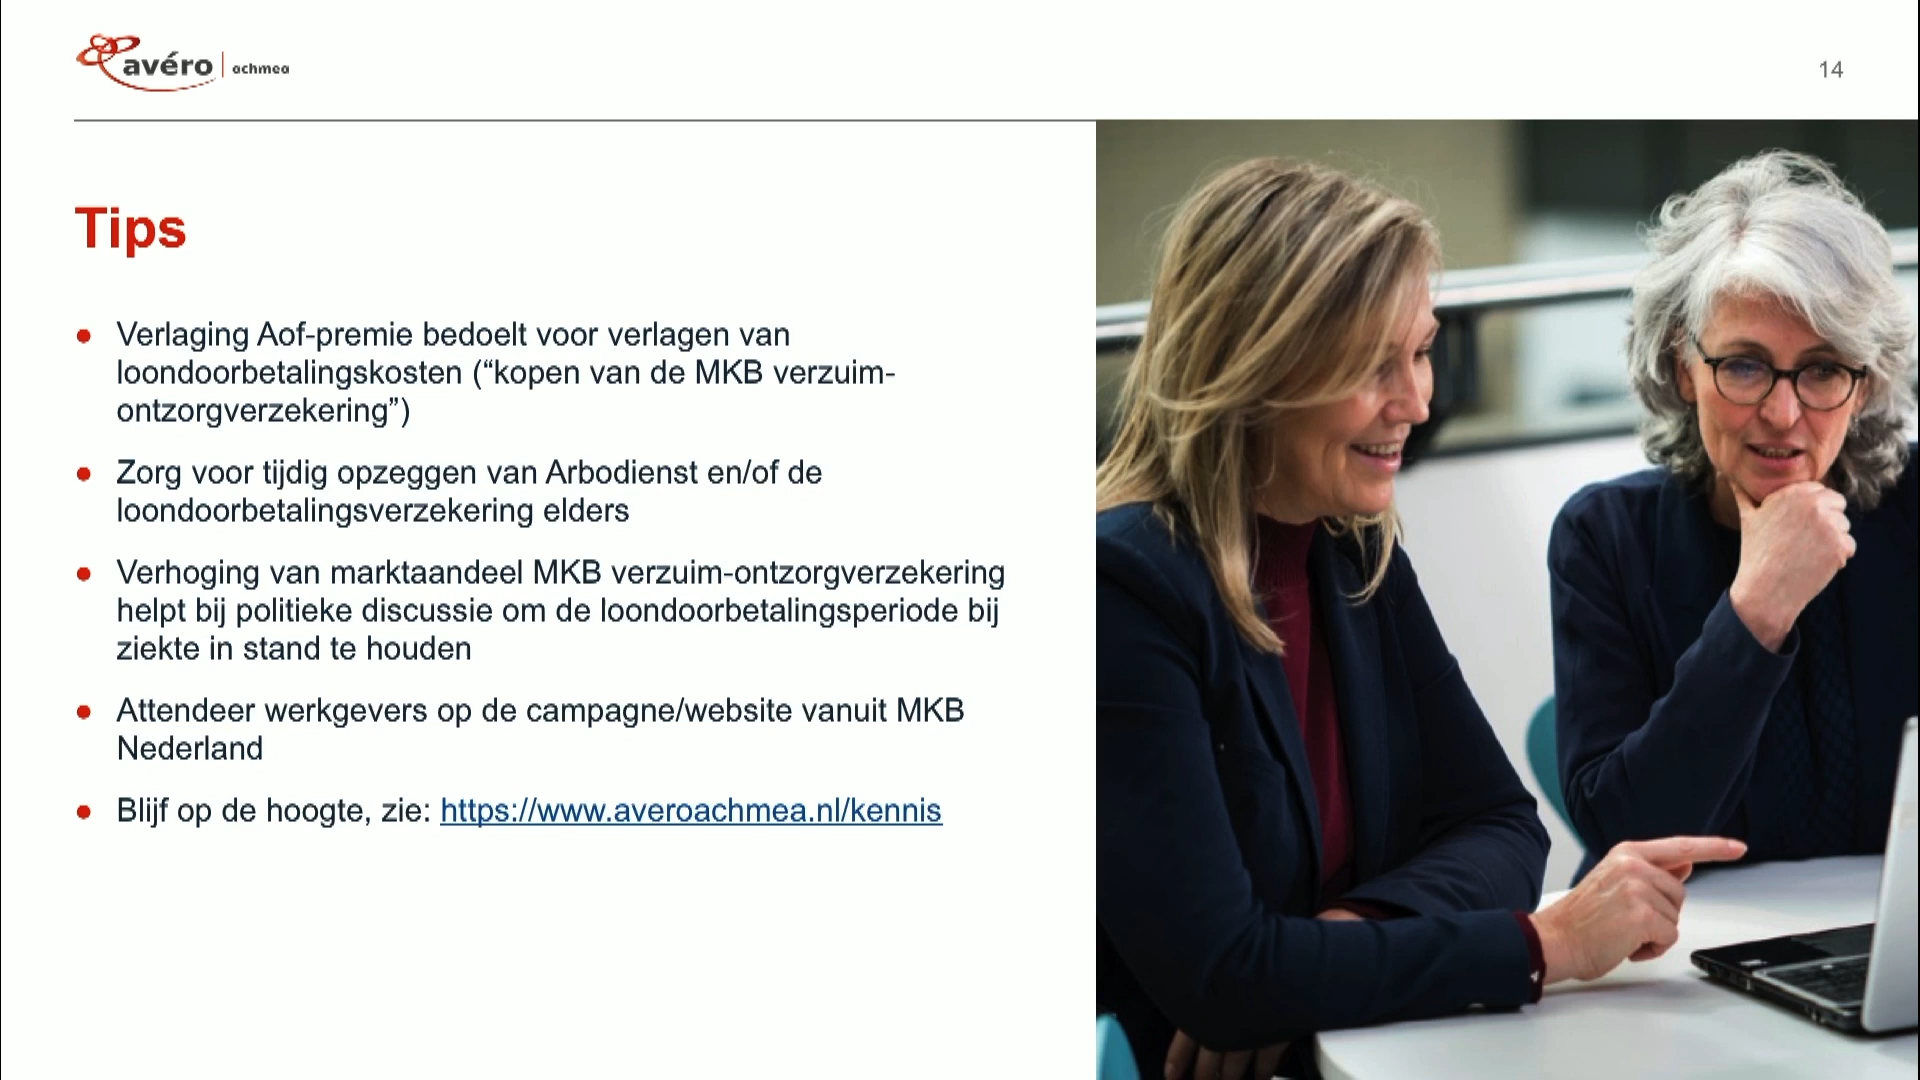 avéro | achmea
14
Tips
Verlaging Aof-premie bedoelt voor verlagen van
loondoorbetalingskosten (“kopen van de MKB verzuim-
ontzorgverzekering”)
Zorg voor tijdig opzeggen van Arbodienst en/of de
loondoorbetalingsverzekering elders
Verhoging van marktaandeel MKB verzuim-ontzorgverzekering
helpt bij politieke discussie om de loondoorbetalingsperiode bij
ziekte in stand te houden
Attendeer werkgevers op de campagne/website vanuit MKB
Nederland
Blijf op de hoogte, zie: https://www.averoachmea.nl/kennis